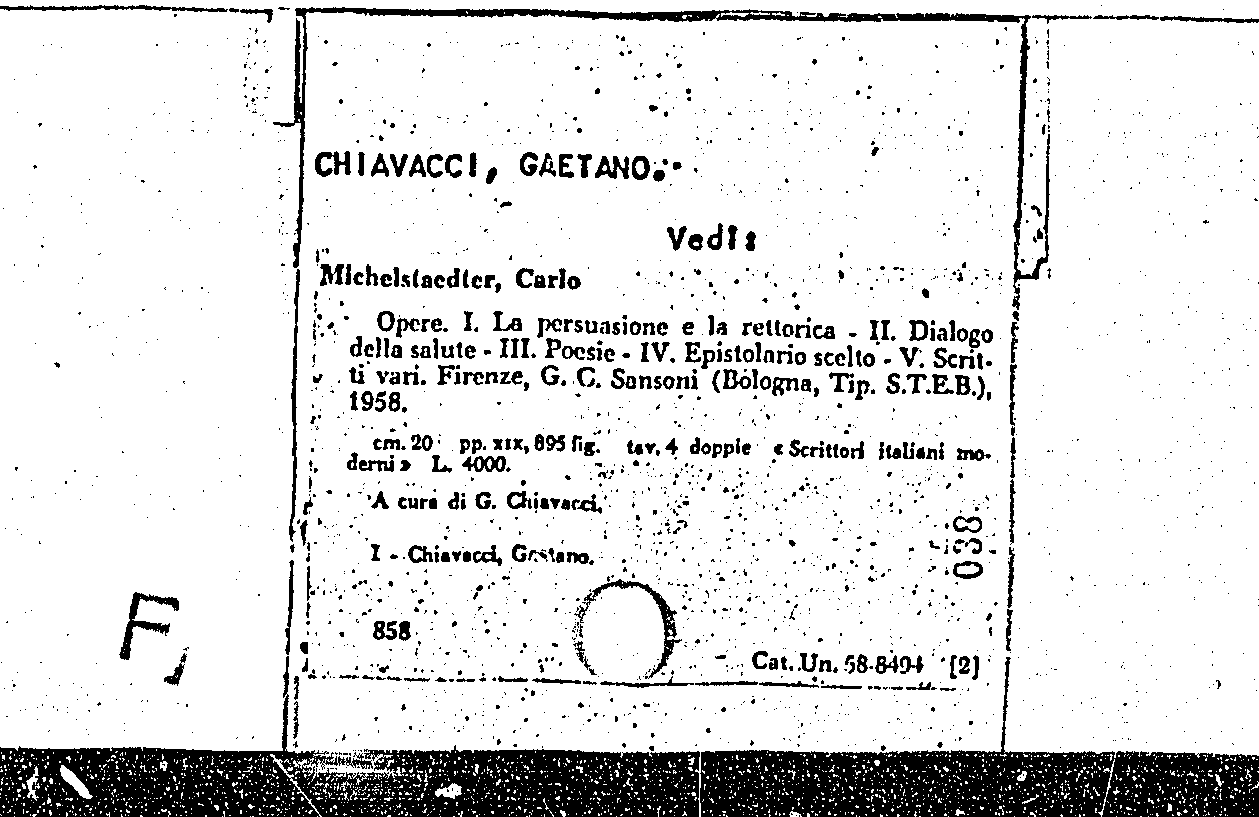 CHIAVACCI, GAETANO.
Vedi:
Michelstaedter, Carlo
Opere. I. La persuasione e la rettorica - II. Dialogo
della salute - III. Poesie - IV. Epistolario scelto - V. Scrit-
ti vari. Firenze, G. C. Sansoni (Bologna, Tip. S.T.E.B.),
1958.
cm. 20 pp. XIX, 895 fig. tav. 4 doppie « Scrittori italiani mo-
derni » L. 4000.
A cura di G. Chiavacci.
I - Chiavacci, Gaetano.
038
858
Cat. Un. 58-8494 [2]
F